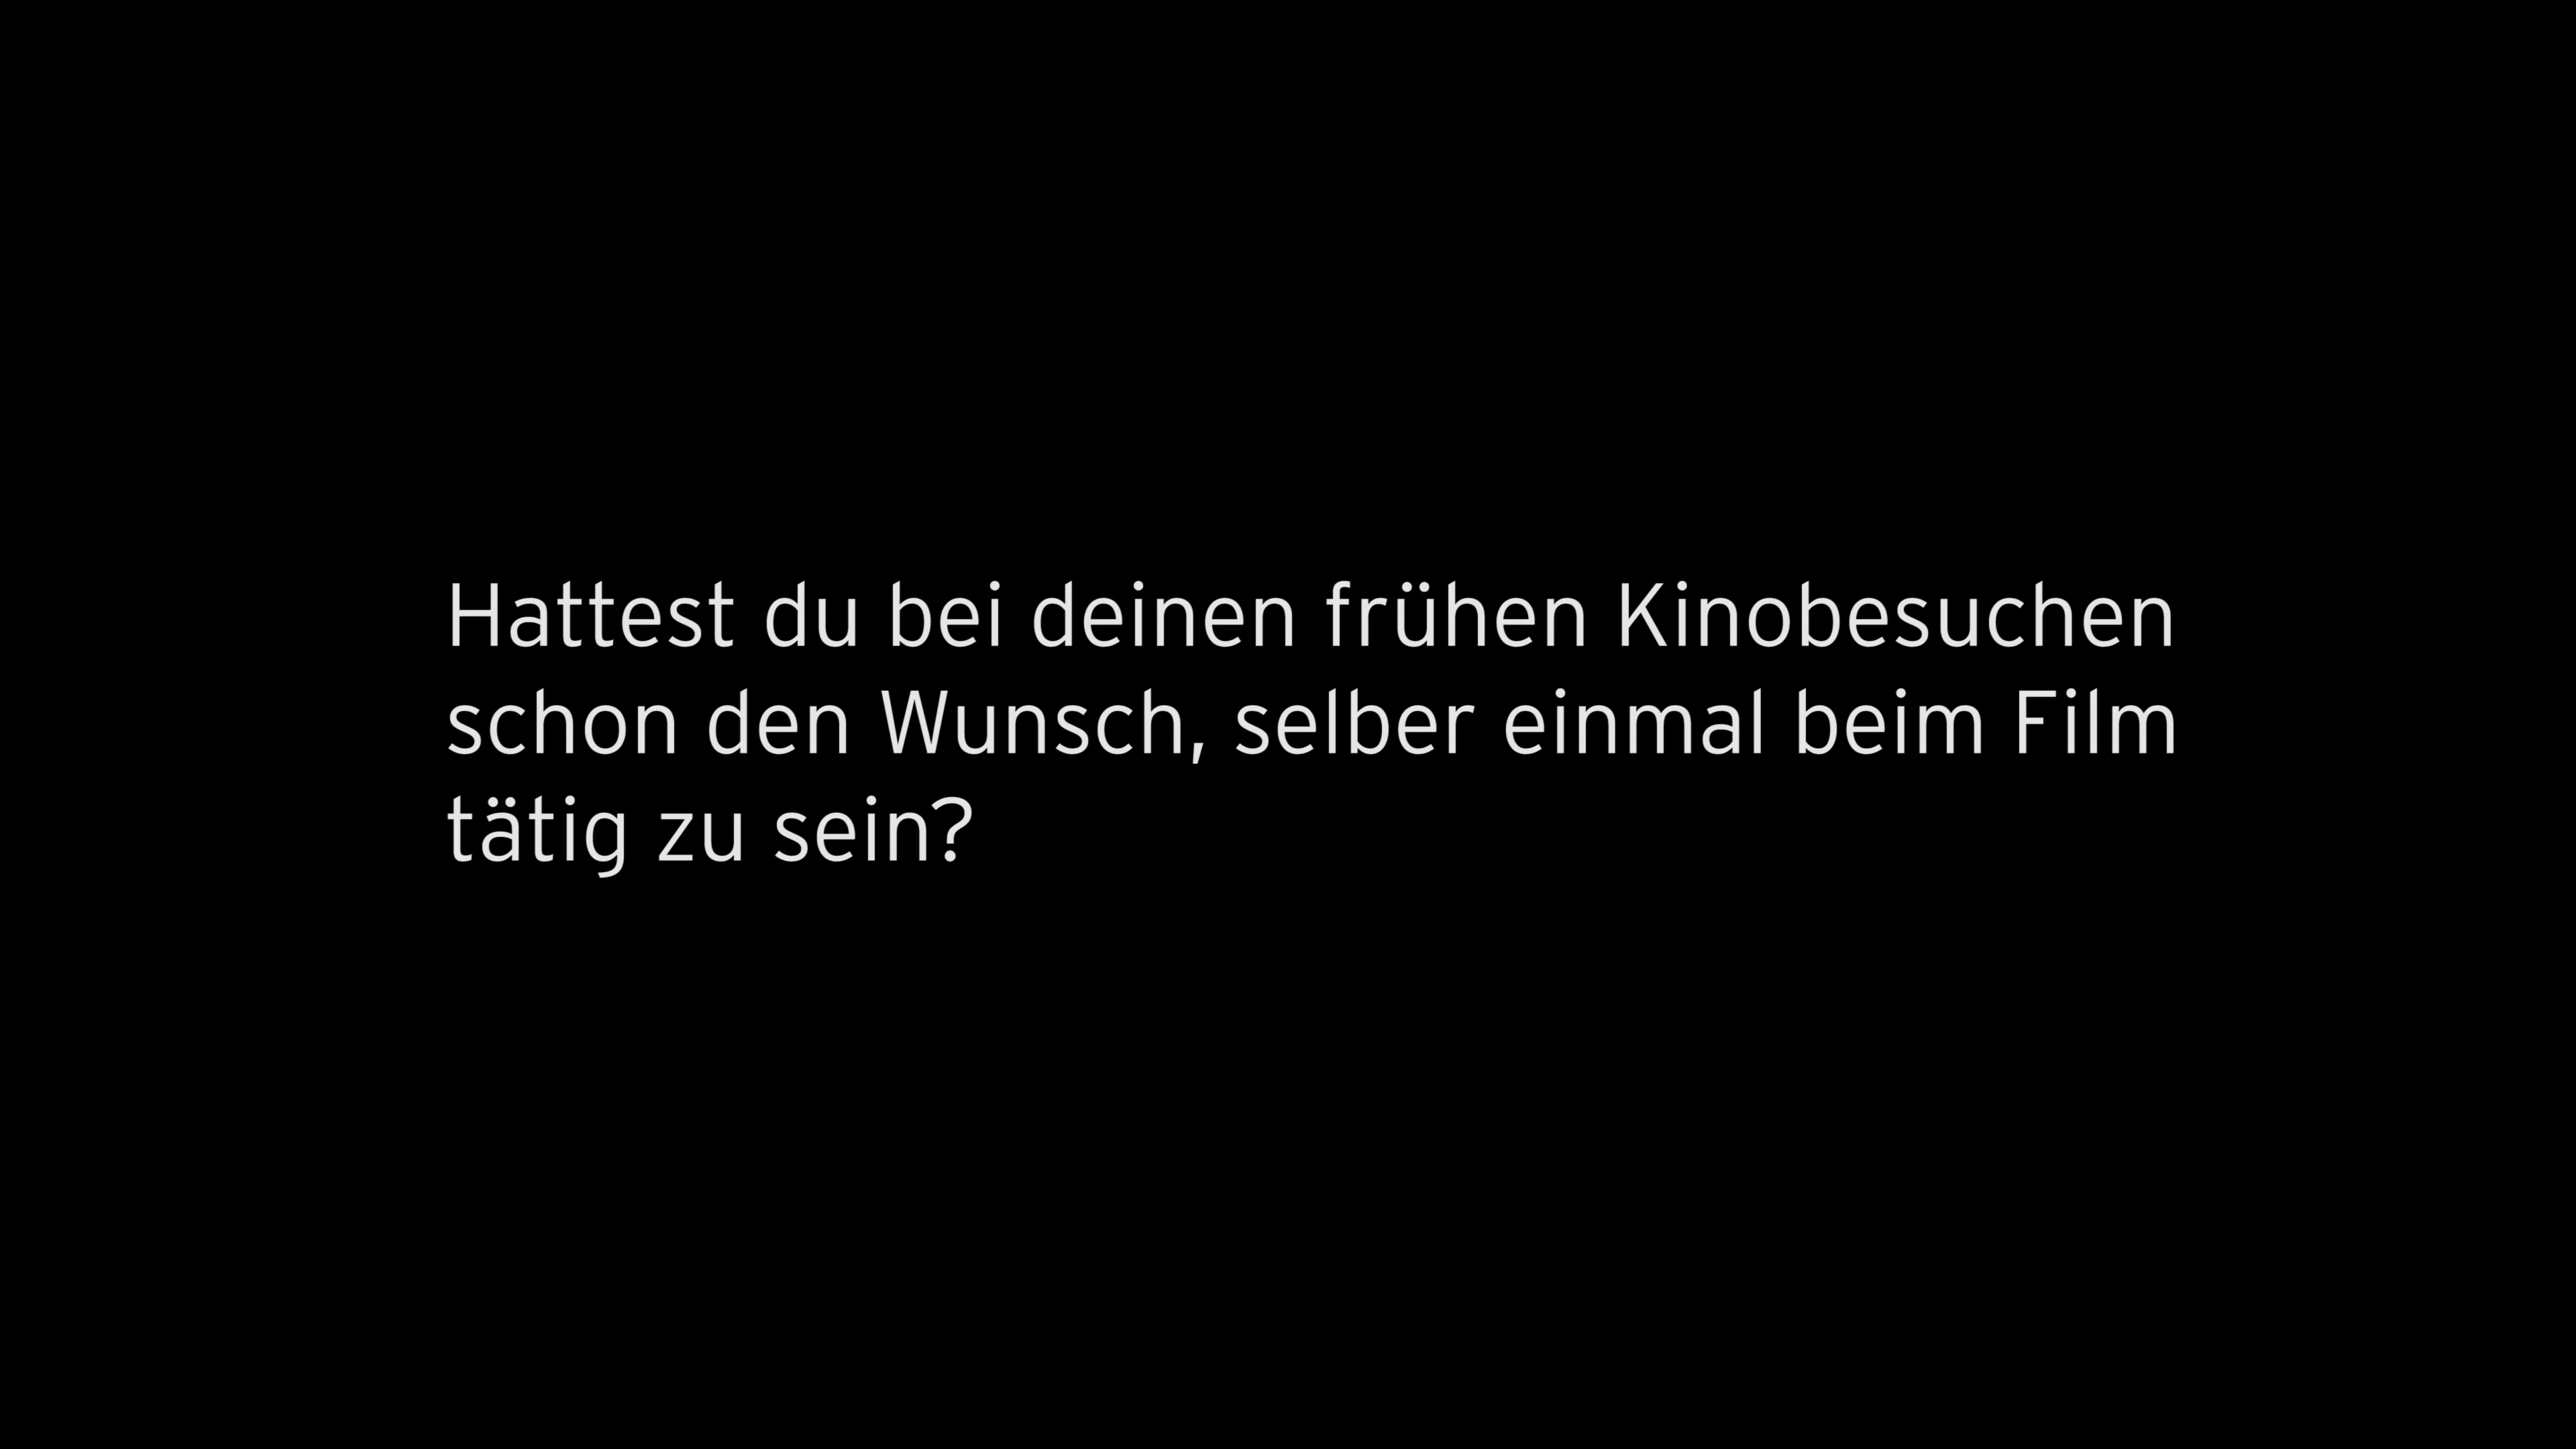 Hattest du bei deinen frühen Kinobesuchen
schon den Wunsch, selber einmal beim Film
tätig zu sein?